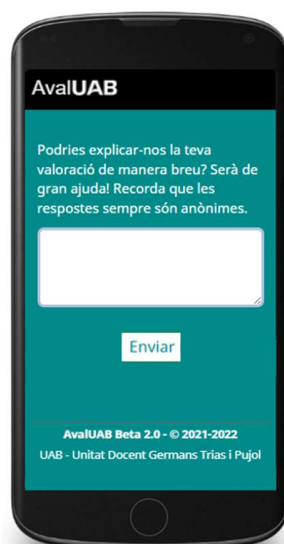 AvalUAB
Podries explicar-nos la teva
valoració de manera breu? Serà de
gran ajuda! Recorda que les
respostes sempre són anònimes.
Enviar
AvalUAB Beta 2.0 - © 2021-2022
UAB - Unitat Docent Germans Trias i Pujol